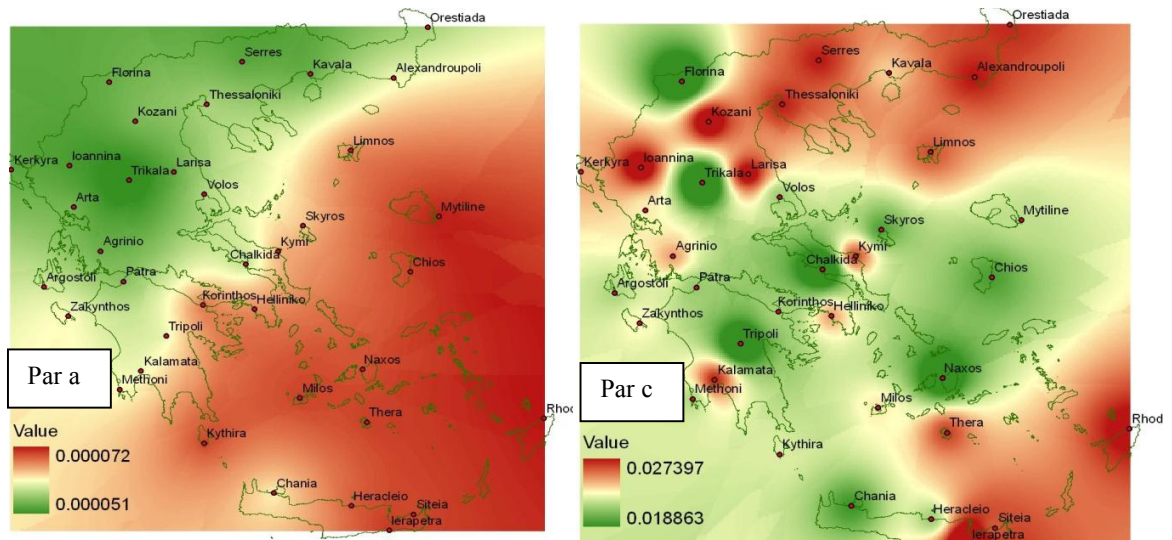 Orestiada
Serres
Kavala
Alexandroupoli
Florina
Thessaloniki
Kozani
Limnos
Kerkyra
Ioannina
Larisa
Trikala
Volos
Arta
Mytiline
Skyros
Agrinio
Kymi
Chalkida
Chios
Argostoli
Patra
Korinthos
Helliniko
Zakynthos
Tripoli
Par a
Kalamata
Naxos
Methoni
Milos
Thera
Rhod
Kythira
Value
0.000072
0.000051
Chania
Heracleio
Siteia
Ierapetra
Orestiada
Serres
Kavala
Alexandroupoli
Florina
Thessaloniki
Kozani
Limnos
Kerkyra
Ioannina
Larisa
Trikala
Volos
Arta
Mytiline
Skyros
Agrinio
Kymi
Chalkida
Chios
Argostoli
Patra
Korinthos
Helliniko
Zakynthos
Tripoli
Par c
Kalamata
Naxos
Methoni
Milos
Thera
Rhod
Kythira
Value
0.027397
0.018863
Chania
Heracleio
Siteia
Ierapetra